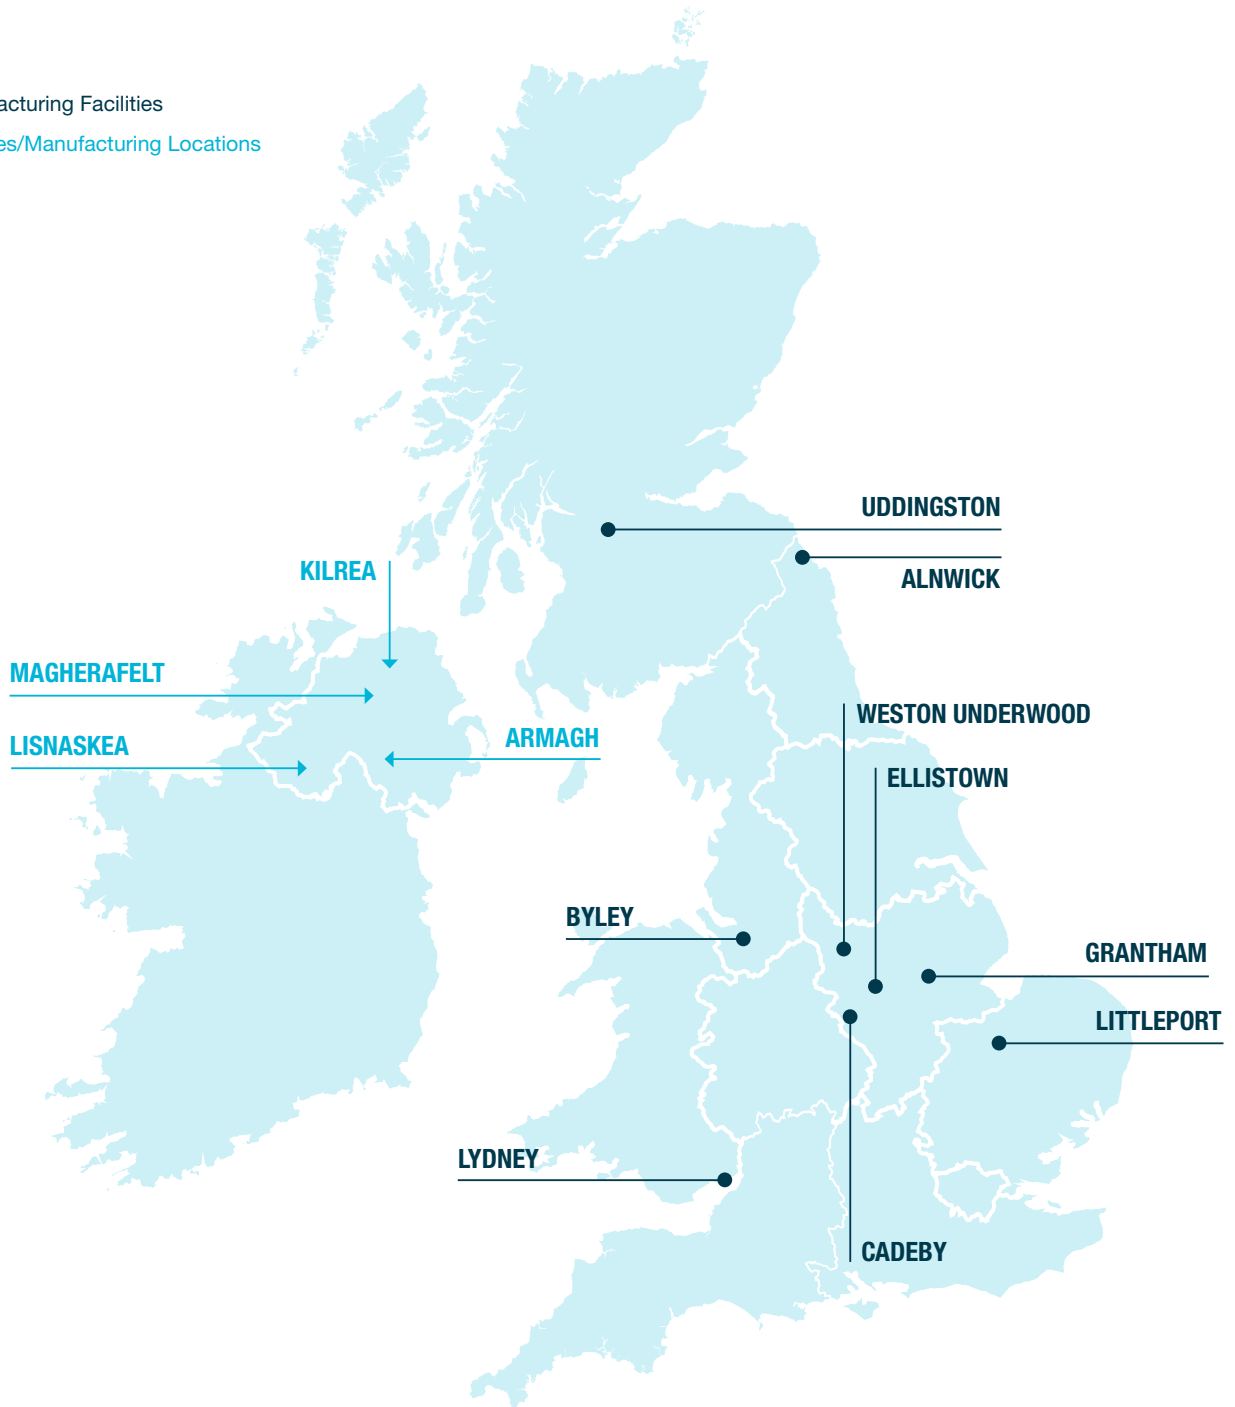 acturing Facilities
es/Manufacturing Locations
UDDINGSTON
ALNWICK
KILREA
MAGHERAFELT
LISNASKEA
ARMAGH
WESTON UNDERWOOD
ELLISTOWN
BYLEY
GRANTHAM
LITTLEPORT
LYDNEY
CADEBY